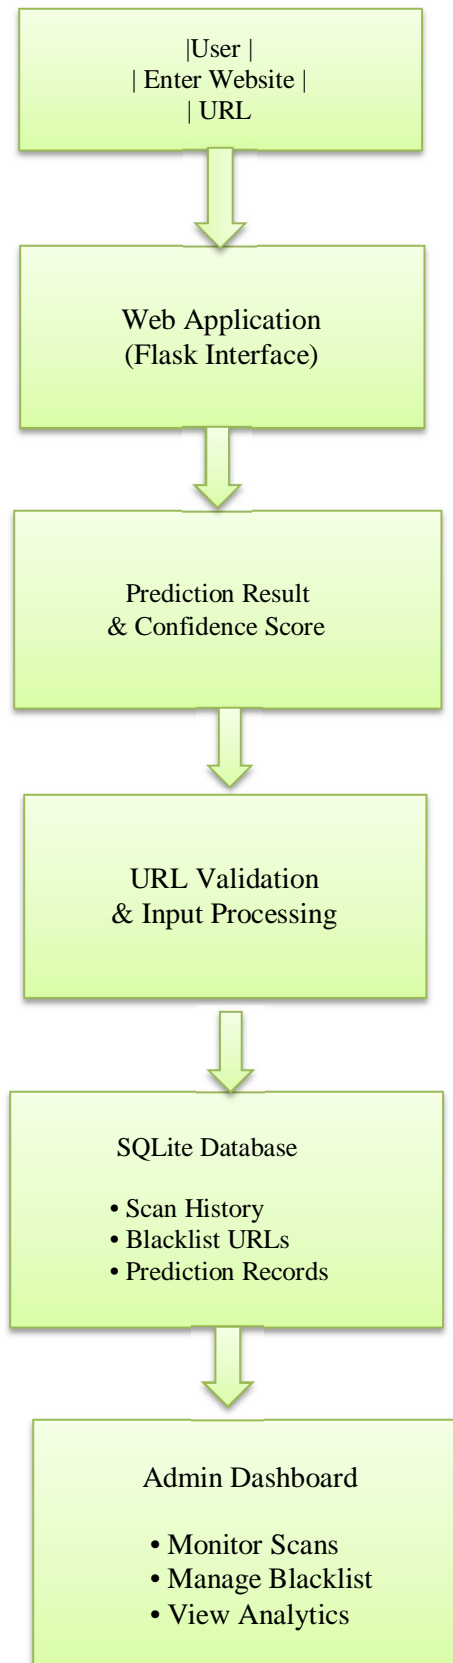 |User |
| Enter Website |
| URL
Web Application
(Flask Interface)
Prediction Result
& Confidence Score
URL Validation
& Input Processing
SQLite Database
• Scan History
• Blacklist URLs
• Prediction Records
Admin Dashboard
• Monitor Scans
• Manage Blacklist
• View Analytics